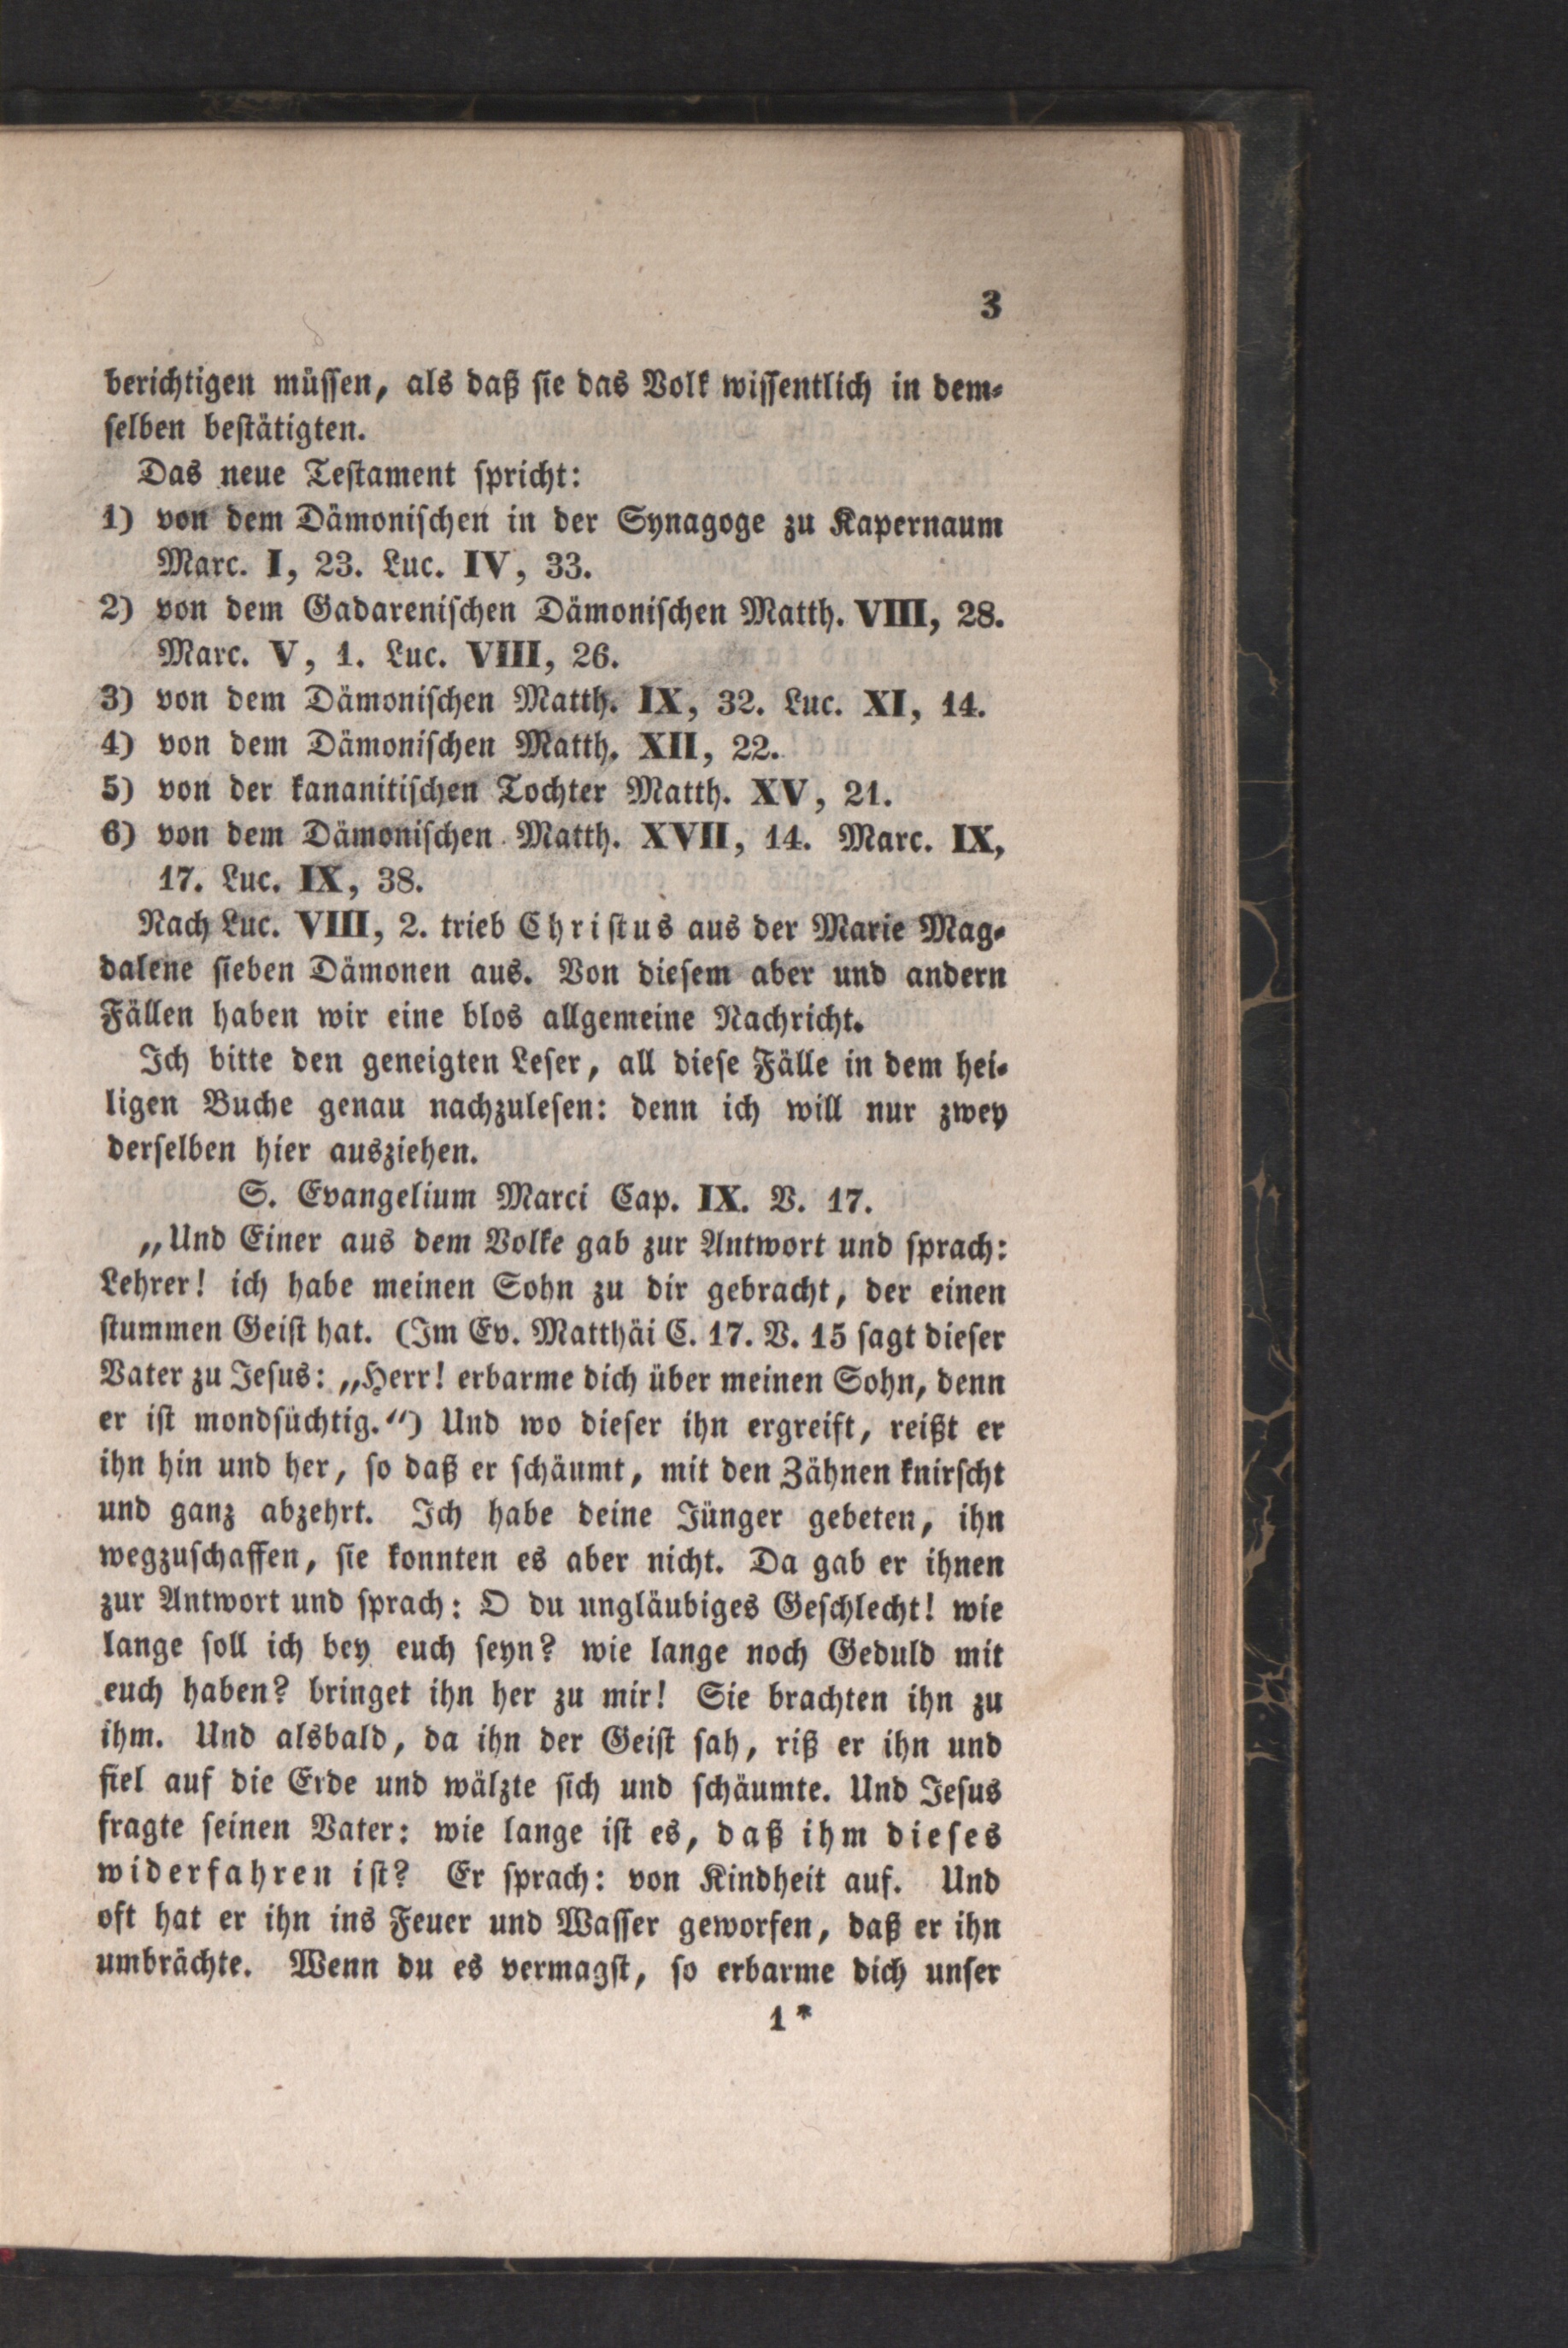 3
berichtigen müssen, als daß sie das Volk wissentlich in dem-
selben bestätigten.
Das neue Testament spricht:
1) von dem Dämonischen in der Synagoge zu Kapernaum
Marc. I, 23. Luc. IV, 33.
2) von dem Gadarenischen Dämonischen Matth. VIII, 28.
Marc. V, 1. Luc. VIII, 26.
3) von dem Dämonischen Matth. IX, 32. Luc. XI, 14.
4) von dem Dämonischen Matth. XII, 22.
5) von der kananitischen Tochter Matth. XV, 21.
6) von dem Dämonischen Matth. XVII, 14. Marc. IX,
17. Luc. IX, 38.
Nach Luc. VIII, 2. trieb Christus aus der Marie Mag-
dalene sieben Dämonen aus. Von diesem aber und andern
Fällen haben wir eine blos allgemeine Nachricht.
Ich bitte den geneigten Leser, all diese Fälle in dem hei-
ligen Buche genau nachzulesen: denn ich will nur zwey
derselben hier ausziehen.
S. Evangelium Marci Cap. IX. V. 17.
„Und Einer aus dem Volke gab zur Antwort und sprach:
Lehrer! ich habe meinen Sohn zu dir gebracht, der einen
stummen Geist hat. (Im Ev. Matthäi C. 17. V. 15 sagt dieser
Vater zu Jesus: „Herr! erbarme dich über meinen Sohn, denn
er ist mondsüchtig.“) Und wo dieser ihn ergreift, reißt er
ihn hin und her, so daß er schäumt, mit den Zähnen knirscht
und ganz abzehrt. Ich habe deine Jünger gebeten, ihn
wegzuschaffen, sie konnten es aber nicht. Da gab er ihnen
zur Antwort und sprach: O du ungläubiges Geschlecht! wie
lange soll ich bey euch seyn? wie lange noch Geduld mit
euch haben? bringet ihn her zu mir! Sie brachten ihn zu
ihm. Und alsbald, da ihn der Geist sah, riß er ihn und
fiel auf die Erde und wälzte sich und schäumte. Und Jesus
fragte seinen Vater: wie lange ist es, daß ihm dieses
widerfahren ist? Er sprach: von Kindheit auf. Und
oft hat er ihn ins Feuer und Wasser geworfen, daß er ihn
umbrächte. Wenn du es vermagst, so erbarme dich unser
1*